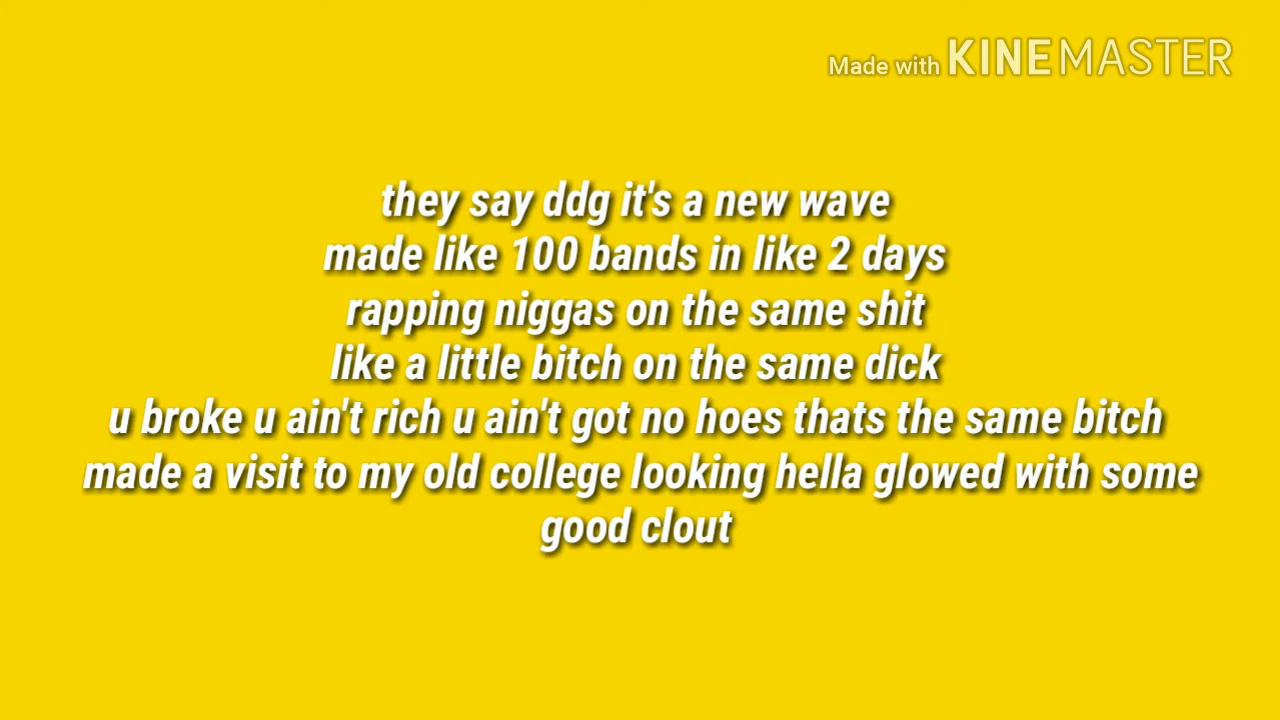 Made with KINEMASTER
they say ddg it's a new wave
made like 100 bands in like 2 days
rapping niggas on the same shit
like a little bitch on the same dick
u broke u ain't rich u ain't got no hoes thats the same bitch
made a visit to my old college looking hella glowed with some
good clout